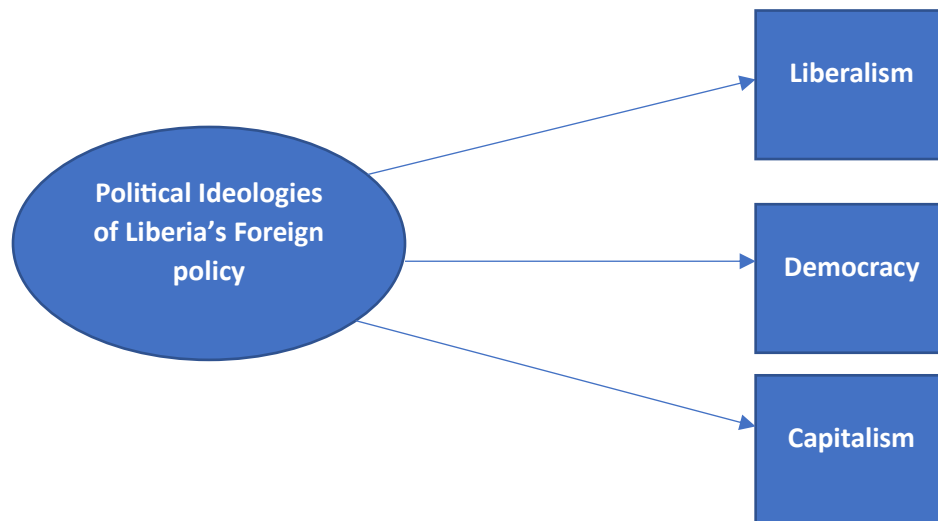 Political Ideologies
of Liberia’s Foreign
policy
Liberalism
Democracy
Capitalism